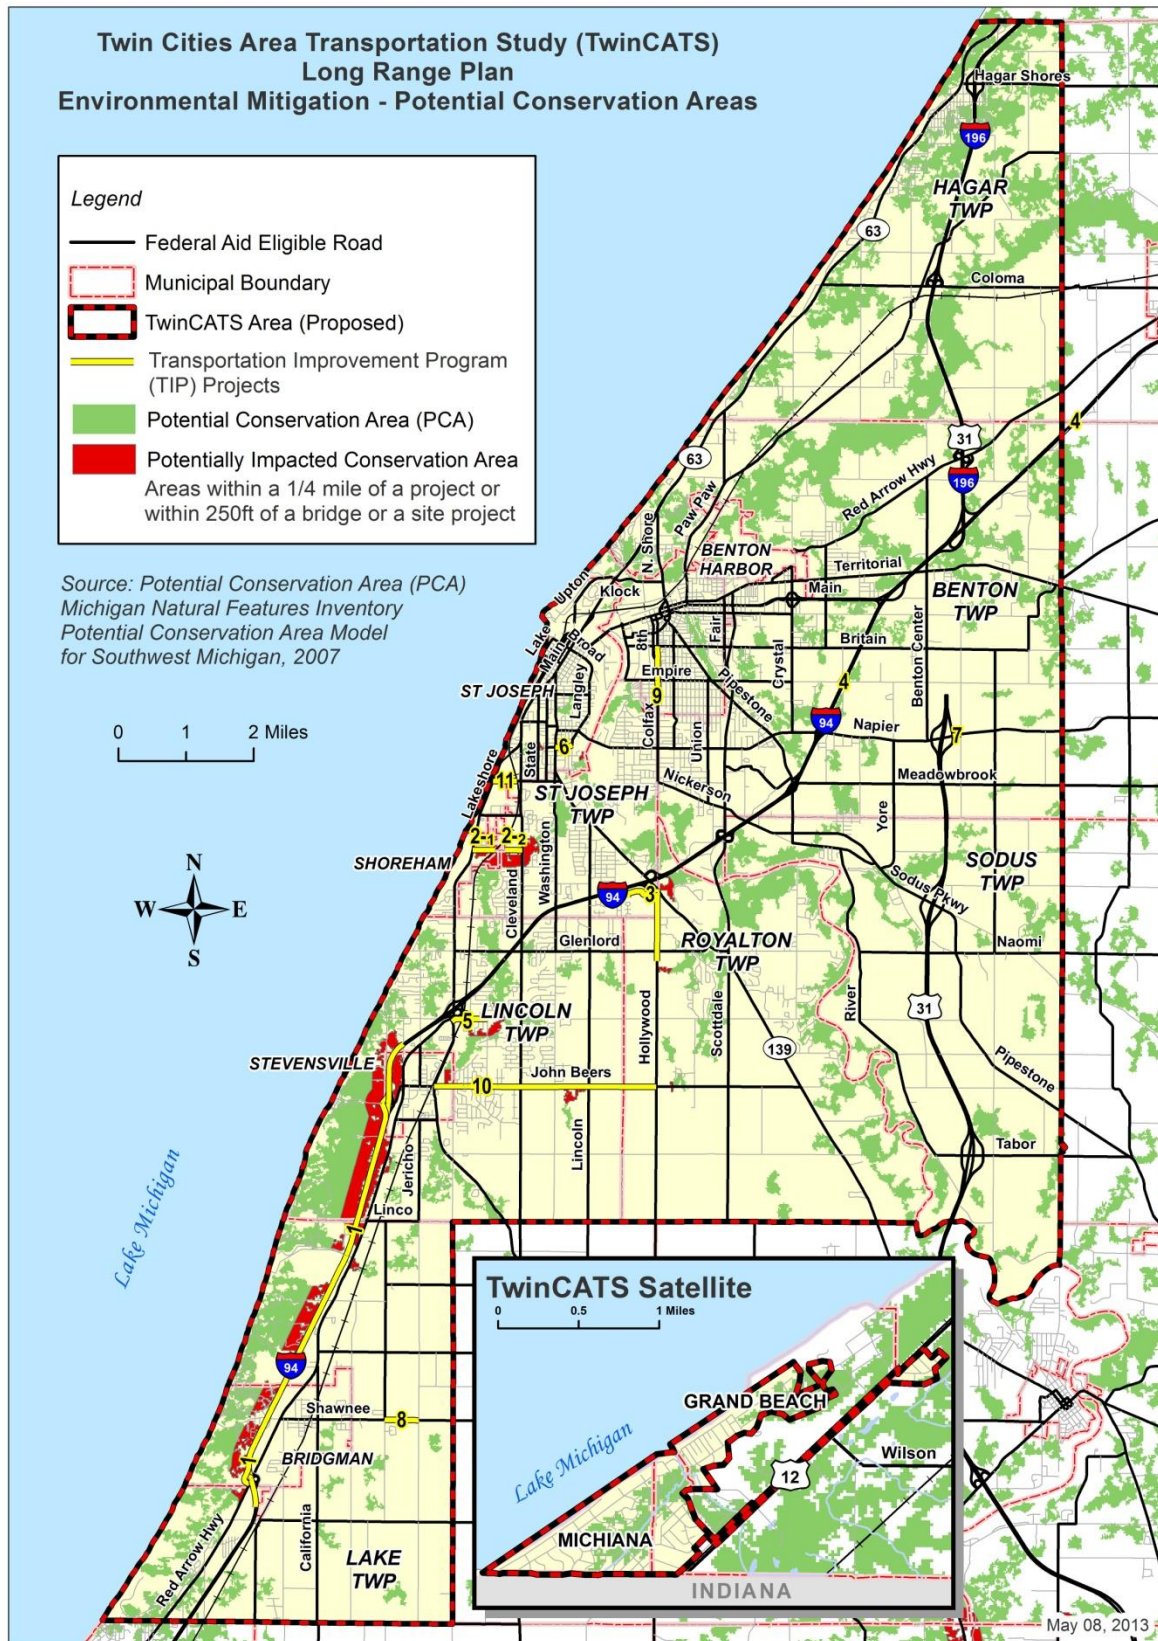 Twin Cities Area Transportation Study (TwinCATS)
Long Range Plan
Environmental Mitigation - Potential Conservation Areas
Legend
Federal Aid Eligible Road
Municipal Boundary
TwinCATS Area (Proposed)
Transportation Improvement Program
(TIP) Projects
Potential Conservation Area (PCA)
Potentially Impacted Conservation Area
Areas within a 1/4 mile of a project or
within 250ft of a bridge or a site project
Source: Potential Conservation Area (PCA)
Michigan Natural Features Inventory
Potential Conservation Area Model
for Southwest Michigan, 2007
0 1 2 Miles
N
W E
S
Hagar Shores
196
HAGAR
TWP
63
Coloma
4
31
63
196
Red Arrow Hwy
Paw Paw
N. Shore
BENTON
HARBOR
Territorial
Main
Upton
Klock
BENTON
TWP
Lake
Main
Broad
8th
Fair
Britain
Benton Center
Crystal
Empire
Pipestone
ST JOSEPH
Langley
9
4
94
Colfax
Union
Napier
7
6
State
Lakeshore
11
Nickerson
Meadowbrook
ST JOSEPH
TWP
Yore
2-1
2-2
Washington
SHOREHAM
Cleveland
SODUS
TWP
Sodus Pkwy
94
3
Glenlord
ROYALTON
TWP
Naomi
River
31
Scottdale
Hollywood
LINCOLN
TWP
5
139
STEVENSVILLE
John Beers
10
Pipestone
Lincoln
Tabor
Jericho
Linco
1
Lake Michigan
94
Shawnee
8
1
BRIDGMAN
California
Red Arrow Hwy
LAKE
TWP
TwinCATS Satellite
0 0.5 1 Miles
GRAND BEACH
Lake Michigan
Wilson
12
MICHIANA
INDIANA
May 08, 2013